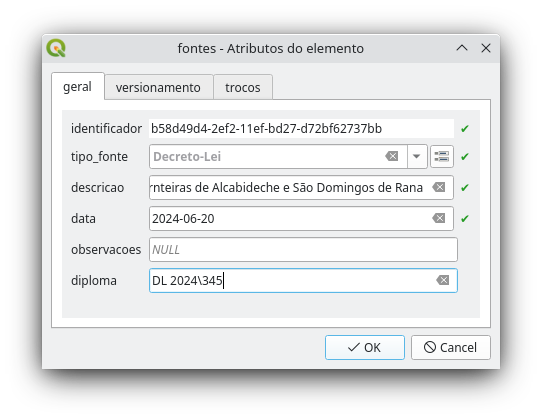 fontes - Atributos do elemento
geral versionamento trocos
identificador b58d49d4-2ef2-11ef-bd27-d72bf62737bb
tipo_fonte Decreto-Lei
descricao rnteiras de Alcabideche e São Domingos de Rana
data 2024-06-20
observacoes NULL
diploma DL 2024\345
OK Cancel